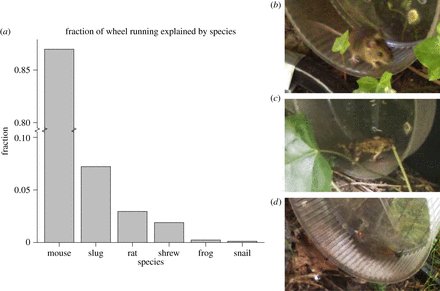 (a)
fraction of wheel running explained by species
0.85
0.80
0.10
0.05
0
fraction
mouse slug rat shrew frog snail
species
(b)
(c)
(d)